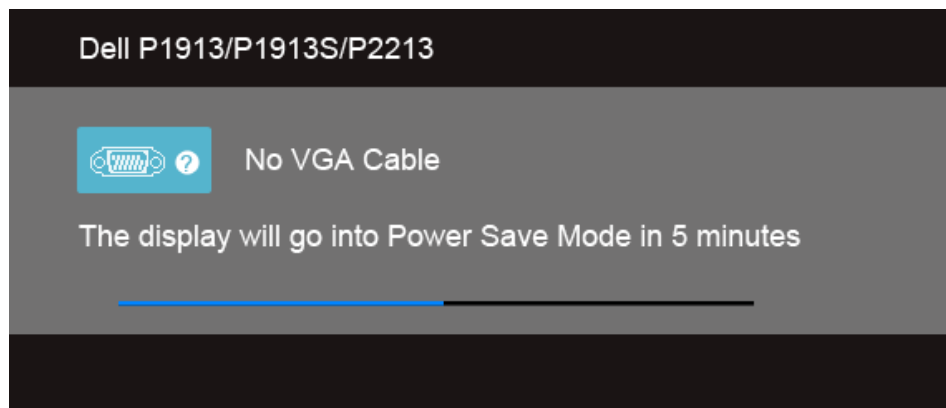 Dell P1913/P1913S/P2213
No VGA Cable
The display will go into Power Save Mode in 5 minutes